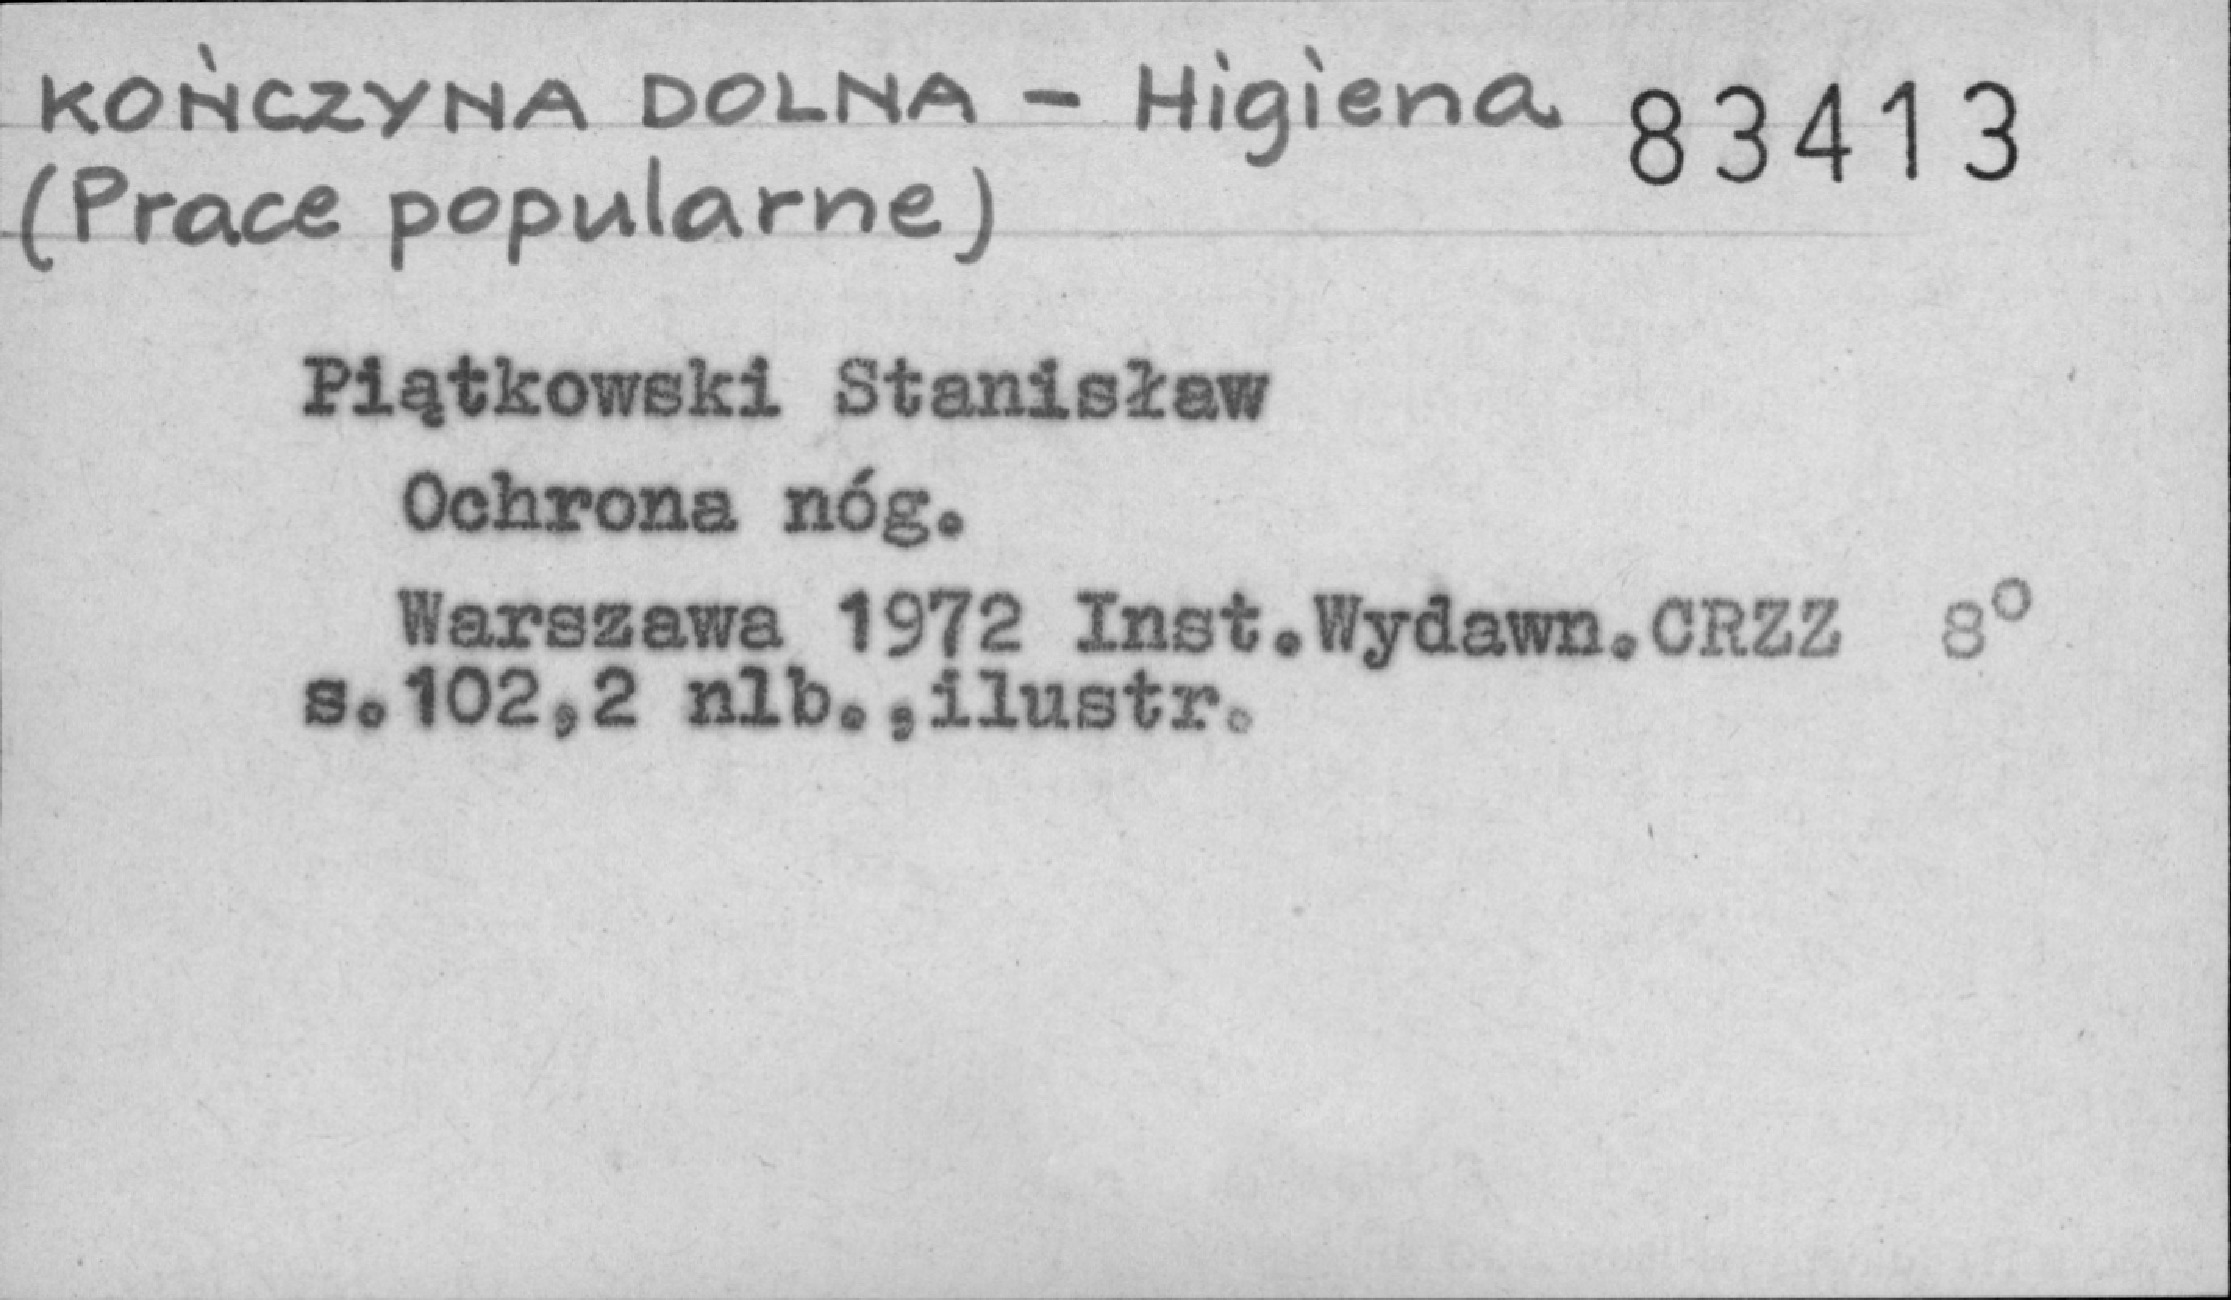 KOŃCZYNA DOLNA - Higiena 83413
(Prace popularne)
Piątkowski Stanisław
Ochrona nóg.
Warszawa 1972 Inst.Wydawn.CRZZ 8°
s.102,2 nlb.,ilustr.